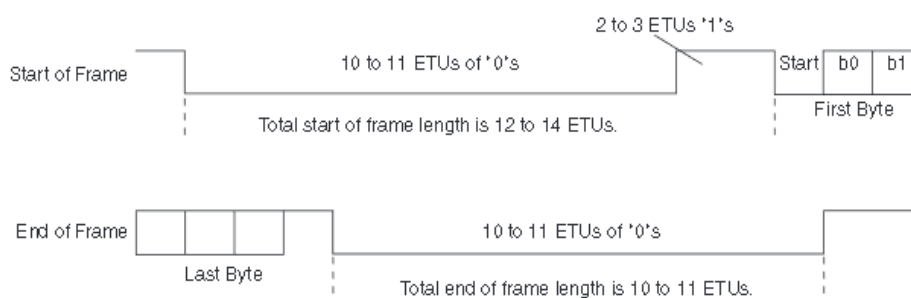 2 to 3 ETUs "1"s
Start of Frame
10 to 11 ETUs of "0"s
Start b0 b1
First Byte
Total start of frame length is 12 to 14 ETUs.
End of Frame
10 to 11 ETUs of "0"s
Last Byte
Total end of frame length is 10 to 11 ETUs.